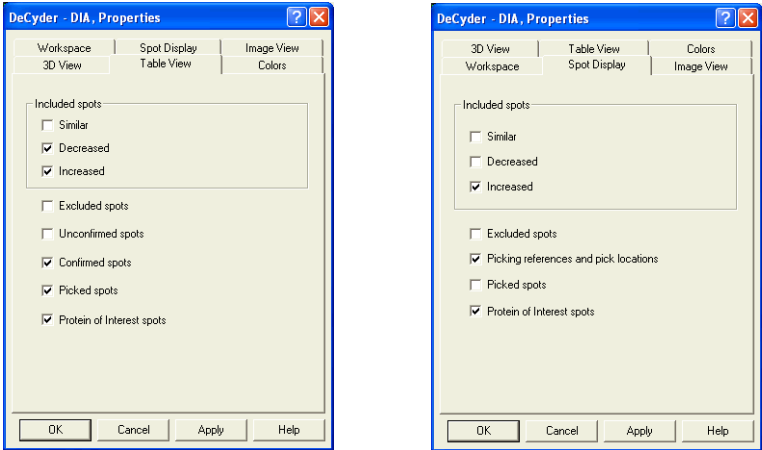 DeCyder - DIA, Properties
Workspace Spot Display Image View
3D View Table View Colors
Included spots
Similar
Decreased
Increased
Excluded spots
Unconfirmed spots
Confirmed spots
Picked spots
Protein of Interest spots
OK Cancel Apply Help
DeCyder - DIA, Properties
3D View Table View Colors
Workspace Spot Display Image View
Included spots
Similar
Decreased
Increased
Excluded spots
Picking references and pick locations
Picked spots
Protein of Interest spots
OK Cancel Apply Help